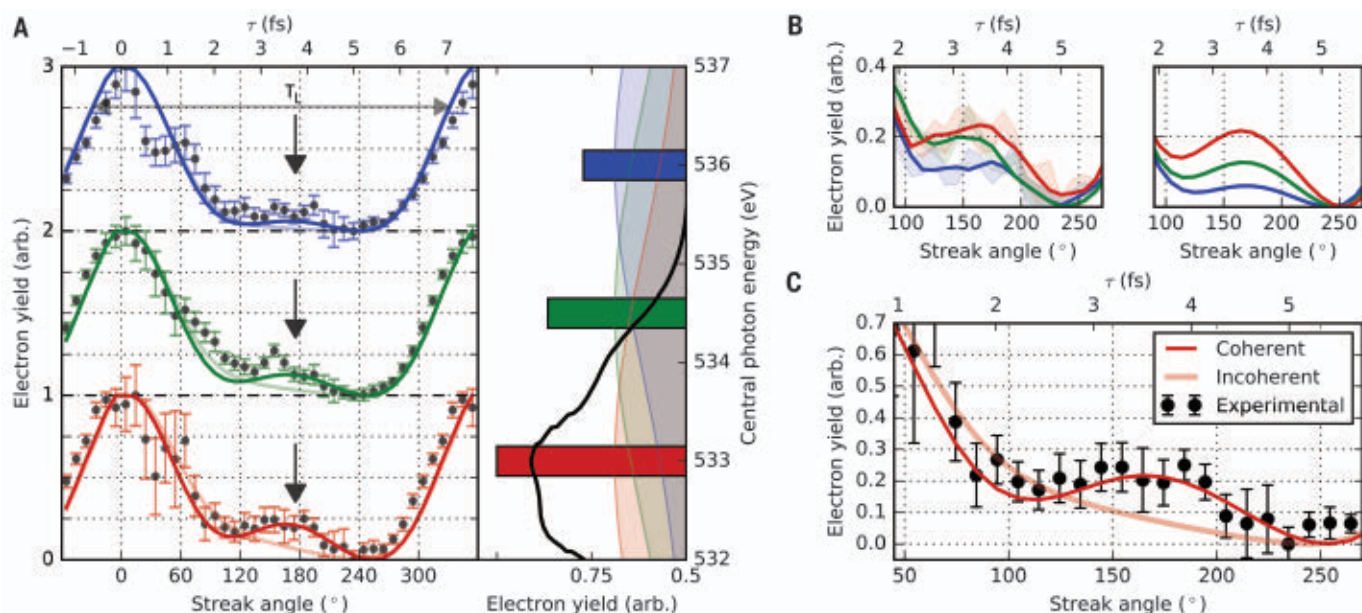 A
τ (fs)
−1 0 1 2 3 4 5 6 7
Electron yield (arb.)
3
2
1
0
T_L
0 60 120 180 240 300
Streak angle (°)
537
536
535
534
533
532
Central photon energy (eV)
0.75 0.5
Electron yield (arb.)
B
τ (fs)
2 3 4 5
Electron yield (arb.)
0.4
0.2
0.0
100 150 200 250
Streak angle (°)
τ (fs)
2 3 4 5
100 150 200 250
Streak angle (°)
C
τ (fs)
1 2 3 4 5
Electron yield (arb.)
0.7
0.6
0.5
0.4
0.3
0.2
0.1
0.0
Coherent
Incoherent
Experimental
50 100 150 200 250
Streak angle (°)